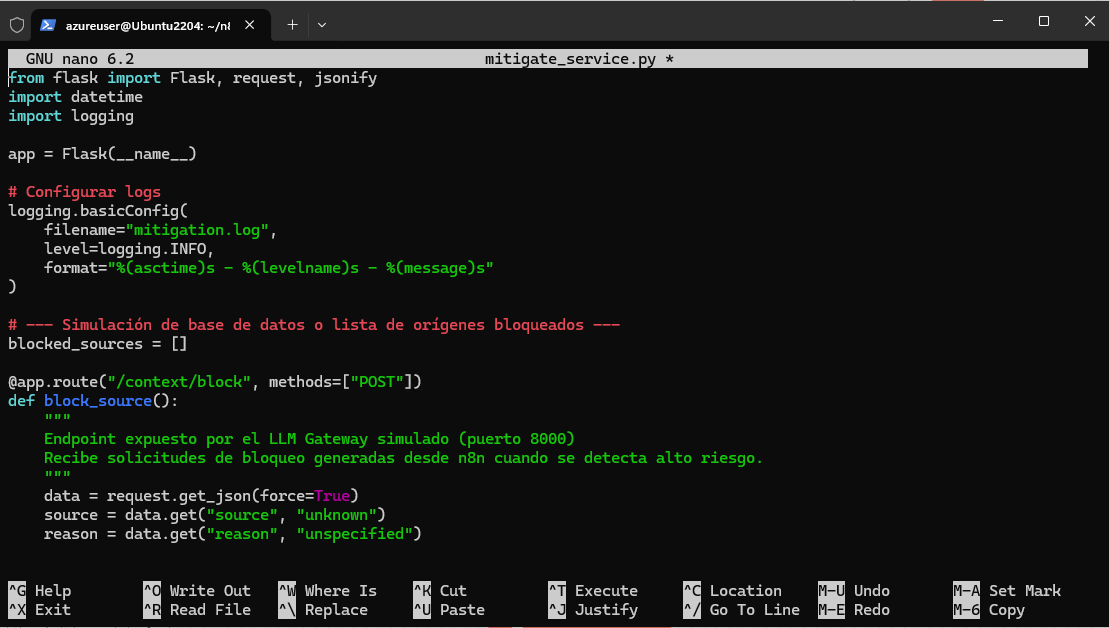 azureuser@Ubuntu2204: ~/n8
GNU nano 6.2 mitigate_service.py *
from flask import Flask, request, jsonify
import datetime
import logging
app = Flask(__name__)
# Configurar logs
logging.basicConfig(
    filename="mitigation.log",
    level=logging.INFO,
    format="%(asctime)s - %(levelname)s - %(message)s"
)
# --- Simulación de base de datos o lista de orígenes bloqueados ---
blocked_sources = []
@app.route("/context/block", methods=["POST"])
def block_source():
    """
    Endpoint expuesto por el LLM Gateway simulado (puerto 8000)
    Recibe solicitudes de bloqueo generadas desde n8n cuando se detecta alto riesgo.
    """
    data = request.get_json(force=True)
    source = data.get("source", "unknown")
    reason = data.get("reason", "unspecified")
^G Help ^O Write Out ^W Where Is ^K Cut ^T Execute ^C Location M-U Undo M-A Set Mark
^X Exit ^R Read File ^\ Replace ^U Paste ^J Justify ^/ Go To Line M-E Redo M-6 Copy